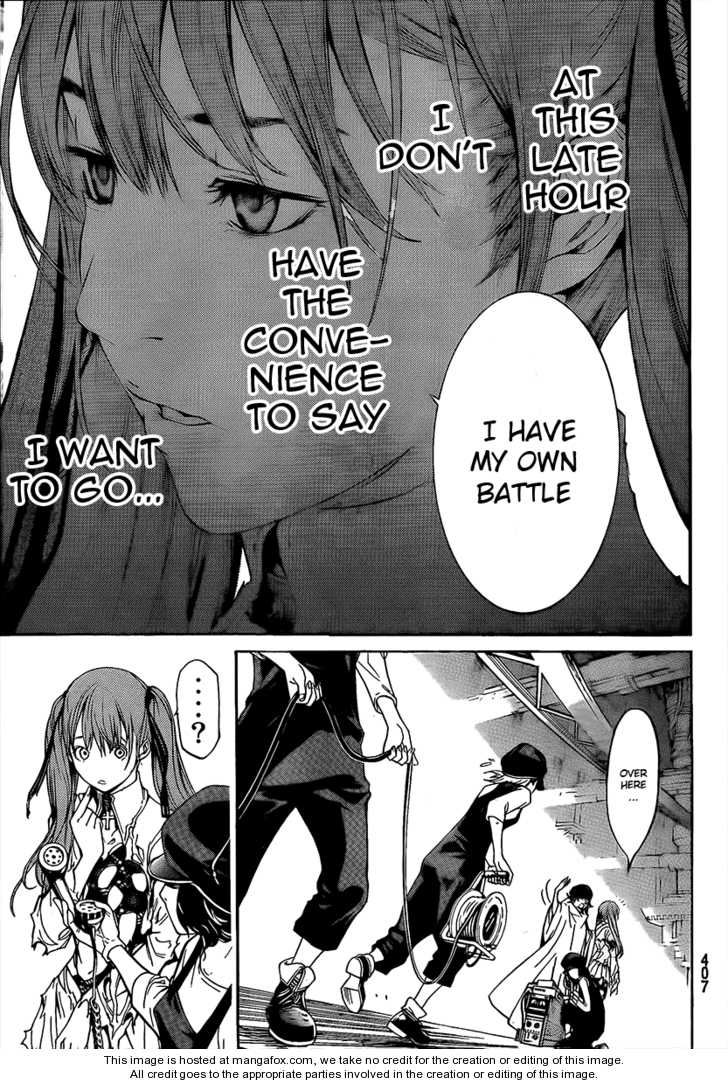 AT
THIS
LATE
HOUR
I
DON'T
HAVE
THE
CONVE-
NIENCE
TO SAY
I WANT
TO GO...
I HAVE
MY OWN
BATTLE
OVER
HERE
...
....?
407
This image is hosted at mangafox.com, we take no credit for the creation or editing of this image.
All credit goes to the appropriate parties involved in the creation or editing of this image.